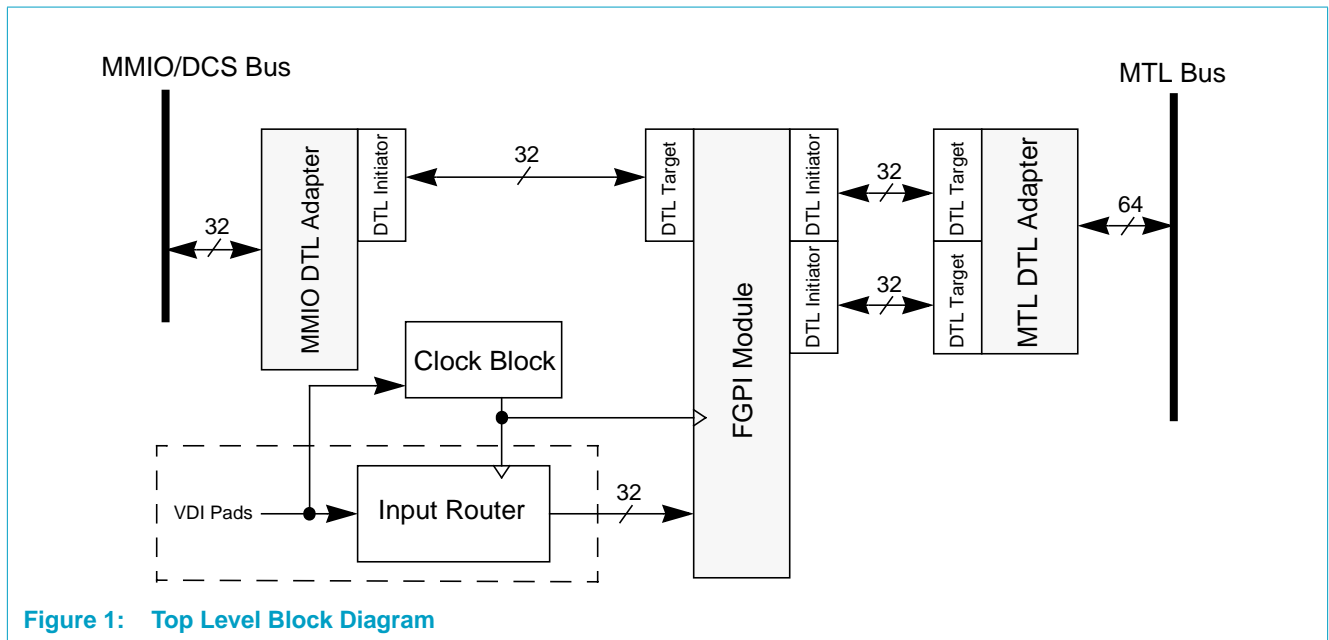 MMIO/DCS Bus
MTL Bus
32
MMIO DTL Adapter
DTL Initiator
32
DTL Target
FGPI Module
DTL Initiator
DTL Initiator
32
32
DTL Target
DTL Target
MTL DTL Adapter
64
Clock Block
VDI Pads
Input Router
32
Figure 1: Top Level Block Diagram